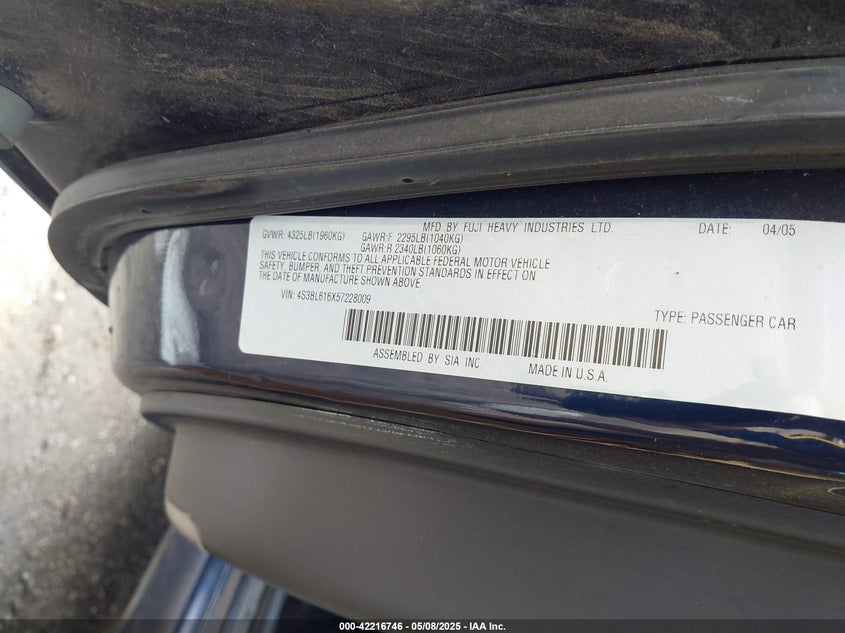 MFD BY FUJI HEAVY INDUSTRIES LTD. DATE: 04/05
GVWR: 4325LB(1960KG) GAWR:F 2295LB(1040KG)
GAWR:R 2340LB(1060KG)
THIS VEHICLE CONFORMS TO ALL APPLICABLE FEDERAL MOTOR VEHICLE
SAFETY, BUMPER, AND THEFT PREVENTION STANDARDS IN EFFECT ON
THE DATE OF MANUFACTURE SHOWN ABOVE.
VIN: 4S3BL616X57228009
TYPE: PASSENGER CAR
ASSEMBLED BY SIA INC. MADE IN U.S.A.
000-42216746 - 05/08/2025 - IAA Inc.